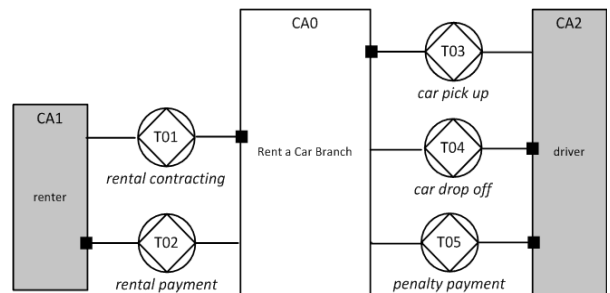 CA0
CA2
T03
car pick up
CA1
T01
rental contracting
Rent a Car Branch
T04
car drop off
driver
renter
T02
rental payment
T05
penalty payment